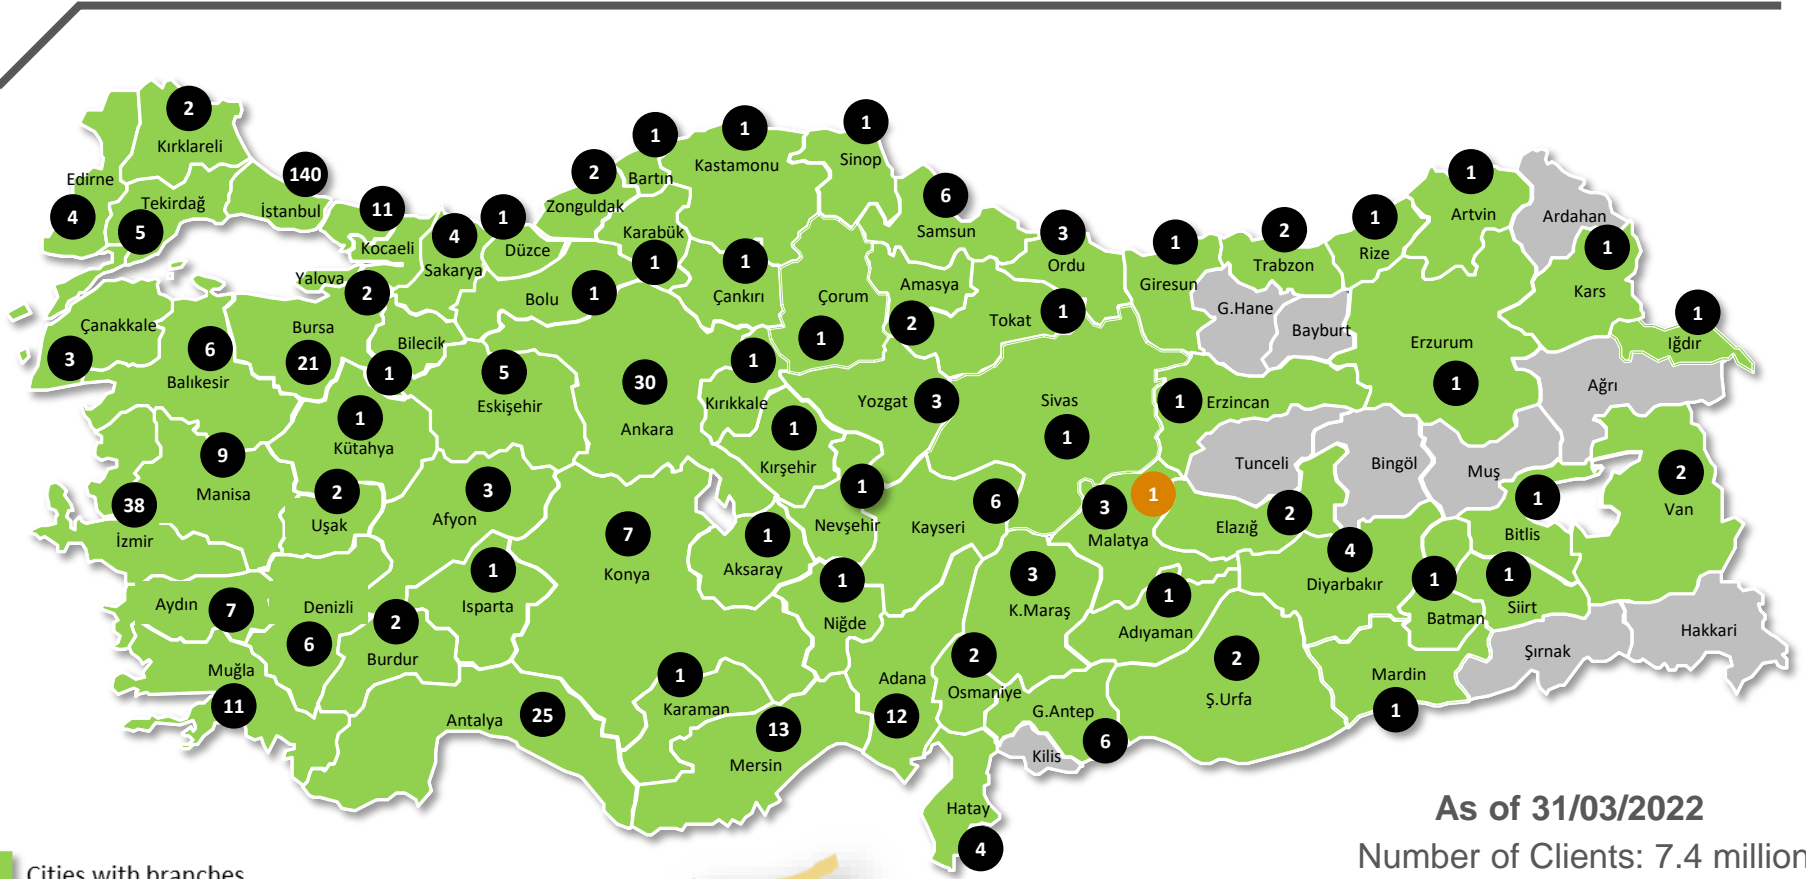 2
Kırklareli
Edirne
4
Tekirdağ
5
140
İstanbul
11
Kocaeli
4
Sakarya
1
Düzce
2
Zonguldak
1
Bartın
1
Kastamonu
1
Sinop
Karabük
1
1
Çankırı
6
Samsun
3
Ordu
1
Giresun
2
Trabzon
1
Rize
1
Artvin
Ardahan
1
Kars
1
Iğdır
Yalova
2
Bolu
1
Çorum
1
Amasya
2
Tokat
1
G.Hane
Bayburt
Erzurum
1
Ağrı
Çanakkale
3
6
Balıkesir
Bursa
21
Bilecik
1
5
Eskişehir
30
Ankara
1
Kırıkkale
Yozgat
3
Sivas
1
1
Erzincan
1
Kütahya
1
Kırşehir
9
Manisa
38
İzmir
2
Uşak
3
Afyon
7
Konya
1
Nevşehir
1
Aksaray
6
Kayseri
3
Malatya
1
Elazığ
2
Tunceli
Bingöl
Muş
1
Bitlis
2
Van
Aydın
7
Denizli
6
2
Burdur
1
Isparta
1
Niğde
3
K.Maraş
1
Adıyaman
4
Diyarbakır
1
Batman
1
Siirt
Şırnak
Hakkari
Muğla
11
Antalya
25
1
Karaman
13
Mersin
Adana
12
2
Osmaniye
G.Antep
6
Kilis
2
Ş.Urfa
Mardin
1
Hatay
4
As of 31/03/2022
Number of Clients: 7.4 million
Cities with branches